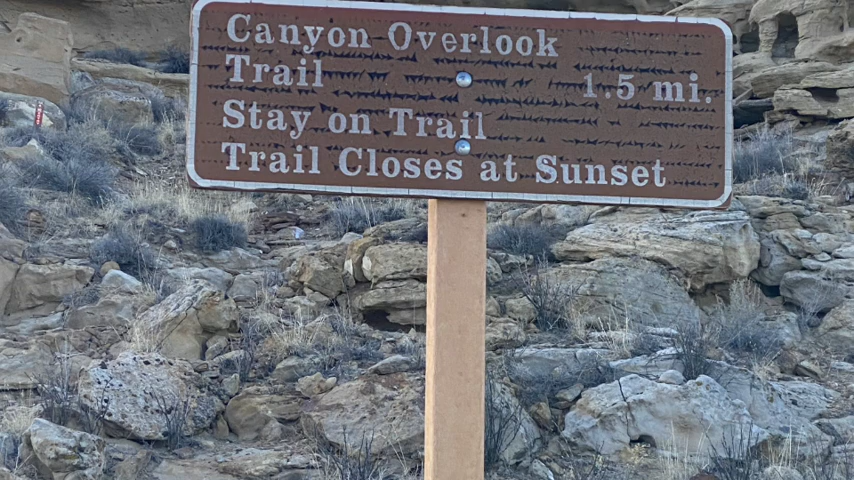 Canyon Overlook
Trail 1.5 mi.
Stay on Trail
Trail Closes at Sunset